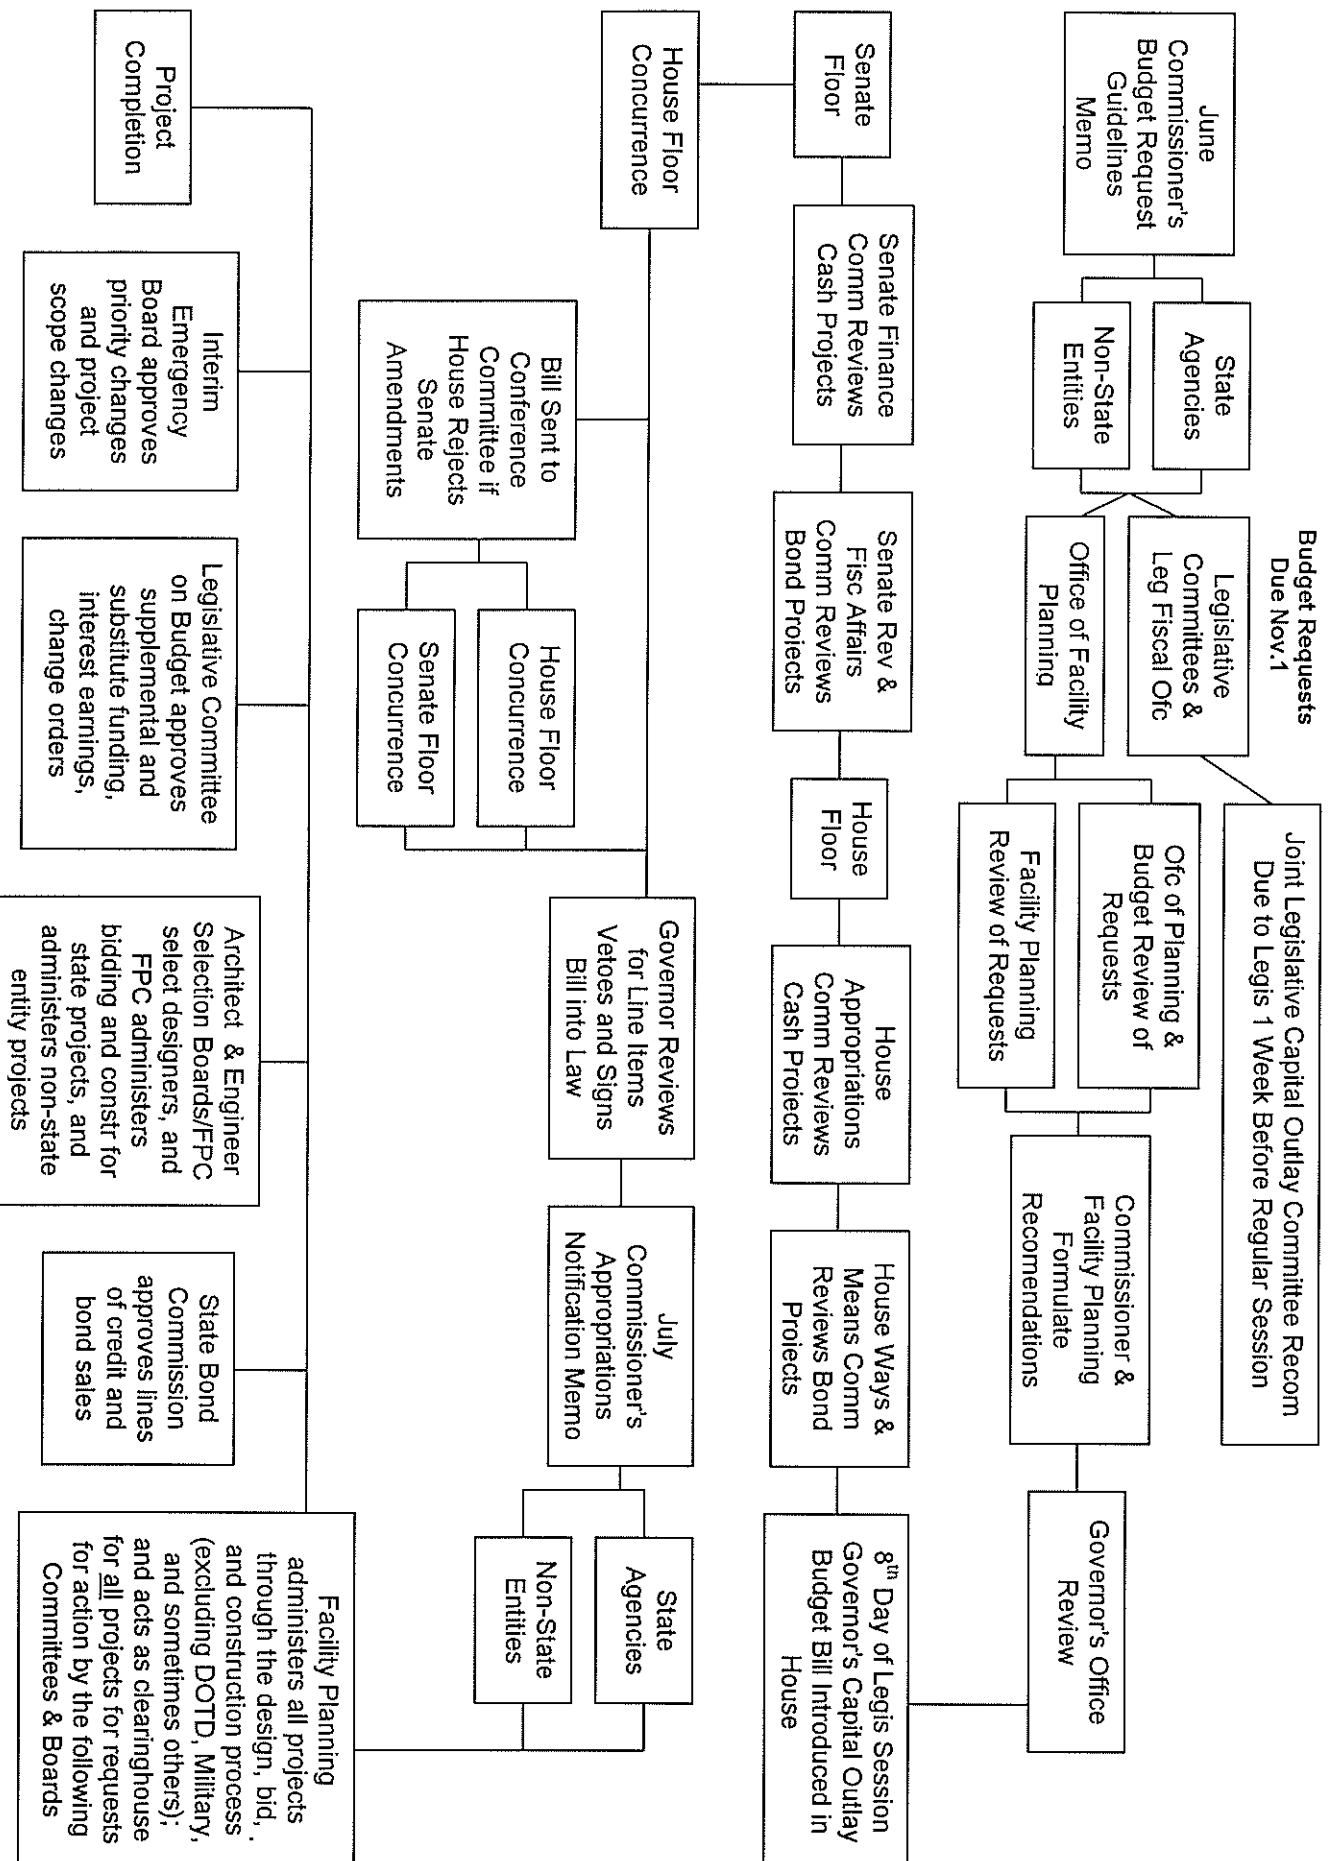 Budget Requests
Due Nov.1
June
Commissioner's
Budget Request
Guidelines
Memo
State
Agencies
Non-State
Entities
Legislative
Committees &
Leg Fiscal Ofc
Office of Facility
Planning
Joint Legislative Capital Outlay Committee Recom
Due to Legis 1 Week Before Regular Session
Ofc of Planning &
Budget Review of
Requests
Facility Planning
Review of Requests
Commissioner &
Facility Planning
Formulate
Recomendations
Governor's Office
Review
8th Day of Legis Session
Governor's Capital Outlay
Budget Bill Introduced in
House
House Ways &
Means Comm
Reviews Bond
Projects
House
Appropriations
Comm Reviews
Cash Projects
House
Floor
Senate Rev &
Fisc Affairs
Comm Reviews
Bond Projects
Senate Finance
Comm Reviews
Cash Projects
Senate
Floor
House Floor
Concurrence
Bill Sent to
Conference
Committee if
House Rejects
Senate
Amendments
House Floor
Concurrence
Senate Floor
Concurrence
Governor Reviews
for Line Items
Vetoes and Signs
Bill into Law
July
Commissioner's
Appropriations
Notification Memo
State
Agencies
Non-State
Entities
Facility Planning
administers all projects
through the design, bid, .
and construction process
(excluding DOTD, Military,
and sometimes others);
and acts as clearinghouse
for all projects for requests
for action by the following
Committees & Boards
State Bond
Commission
approves lines
of credit and
bond sales
Architect & Engineer
Selection Boards/FPC
select designers, and
FPC administers
bidding and constr for
state projects, and
administers non-state
entity projects
Legislative Committee
on Budget approves
supplemental and
substitute funding,
interest earnings,
change orders
Interim
Emergency
Board approves
priority changes
and project
scope changes
Project
Completion